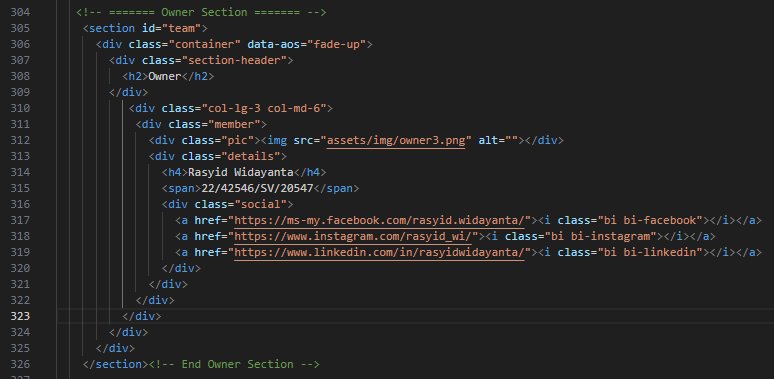 304 <!-- ======= Owner Section ======= -->
305 <section id="team">
306 <div class="container" data-aos="fade-up">
307 <div class="section-header">
308 <h2>Owner</h2>
309 </div>
310 <div class="col-lg-3 col-md-6">
311 <div class="member">
312 <div class="pic"><img src="assets/img/owner3.png" alt=""></div>
313 <div class="details">
314 <h4>Rasyid Widayanta</h4>
315 <span>22/42546/SV/20547</span>
316 <div class="social">
317 <a href="https://ms-my.facebook.com/rasyid.widayanta/"><i class="bi bi-facebook"></i></a>
318 <a href="https://www.instagram.com/rasyid_wi/"><i class="bi bi-instagram"></i></a>
319 <a href="https://www.linkedin.com/in/rasyidwidayanta/"><i class="bi bi-linkedin"></i></a>
320 </div>
321 </div>
322 </div>
323 </div>
324 </div>
325 </div>
326 </section><!-- End Owner Section -->